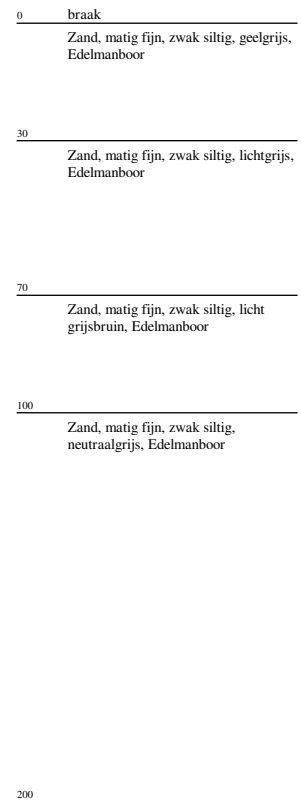 0 braak
Zand, matig fijn, zwak siltig, geelgrijs,
Edelmanboor
30
Zand, matig fijn, zwak siltig, lichtgrijs,
Edelmanboor
70
Zand, matig fijn, zwak siltig, licht
grijsbruin, Edelmanboor
100
Zand, matig fijn, zwak siltig,
neutraalgrijs, Edelmanboor
200